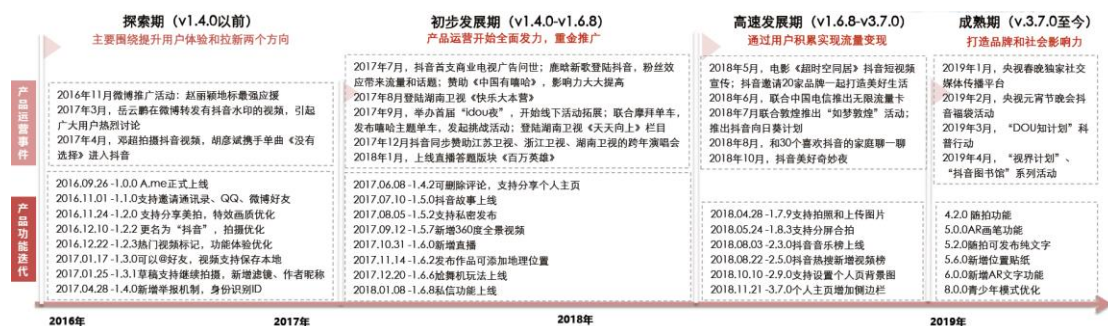 探索期（v1.4.0以前）
主要围绕提升用户体验和拉新两个方向
初步发展期（v1.4.0-v1.6.8）
产品运营开始全面发力，重金推广
高速发展期（v1.6.8-v3.7.0）
通过用户积累实现流量变现
成熟期（v.3.7.0至今）
打造品牌和社会影响力
产品运营事件
2016年11月微博推广活动：赵丽颖地标最强应援
2017年3月，岳云鹏在微博转发有抖音水印的视频，引起
广大用户热烈讨论
2017年4月，邓超拍摄抖音视频，胡彦斌携手单曲《没有
选择》进入抖音
2017年7月，抖音首支商业电视广告问世；鹿晗新歌登陆抖音，粉丝效
应带来流量和话题；赞助《中国有嘻哈》，影响力大大提高
2017年8月登陆湖南卫视《快乐大本营》
2017年9月，举办首届“idou夜”，开始线下活动拓展；联合摩拜单车，
发布嘻哈主题单车，发起挑战活动；登陆湖南卫视《天天向上》栏目
2017年12月抖音同步赞助江苏卫视、浙江卫视、湖南卫视的跨年演唱会
2018年1月，上线直播答题版块《百万英雄》
2018年5月，电影《超时空同居》抖音短视频
宣传；抖音邀请20家品牌一起打造美好生活
2018年6月，联合中国电信推出无限流量卡
2018年7月联合敦煌推出“如梦敦煌”活动；
推出抖音向日葵计划
2018年8月，和30个喜欢抖音的家庭聊一聊
2018年10月，抖音美好奇妙夜
2019年1月，央视春晚独家社交
媒体传播平台
2019年2月，央视元宵节晚会抖
音福袋活动
2019年3月，“DOU知计划”科
普行动
2019年4月，“视界计划”、
“抖音图书馆”系列活动
产品功能迭代
2016.09.26 -1.0.0 A.me正式上线
2016.11.01 -1.1.0支持邀请通讯录、QQ、微博好友
2016.11.24 -1.2.0 支持分享美拍，特效画质优化
2016.12.10 -1.2.2 更名为“抖音”，拍摄优化
2016.12.22 -1.2.3热门视频标记，功能体验优化
2017.01.17 -1.3.0可以@好友，视频支持保存本地
2017.01.25 -1.3.1草稿支持继续拍摄，新增滤镜、作者昵称
2017.04.28 -1.4.0新增举报机制，身份识别ID
2017.06.08 -1.4.2可删除评论，支持分享个人主页
2017.07.10 -1.5.0抖音故事上线
2017.08.05 -1.5.2支持私密发布
2017.09.12 -1.5.7新增360度全景视频
2017.10.31 -1.6.0新增直播
2017.11.14 -1.6.2发布作品可添加地理位置
2017.12.20 -1.6.6尬舞机玩法上线
2018.01.08 -1.6.8私信功能上线
2018.04.28 -1.7.9支持拍照和上传图片
2018.05.24 -1.8.3支持分屏合拍
2018.08.03 -2.3.0抖音音乐榜上线
2018.08.22 -2.5.0抖音热搜新增视频榜
2018.10.10 -2.9.0支持设置个人页背景图
2018.11.21 -3.7.0个人主页增加侧边栏
4.2.0 随拍功能
5.0.0AR画笔功能
5.2.0随拍可发布纯文字
5.6.0新增位置贴纸
6.0.0新增AR文字功能
8.0.0青少年模式优化
2016年
2017年
2018年
2019年